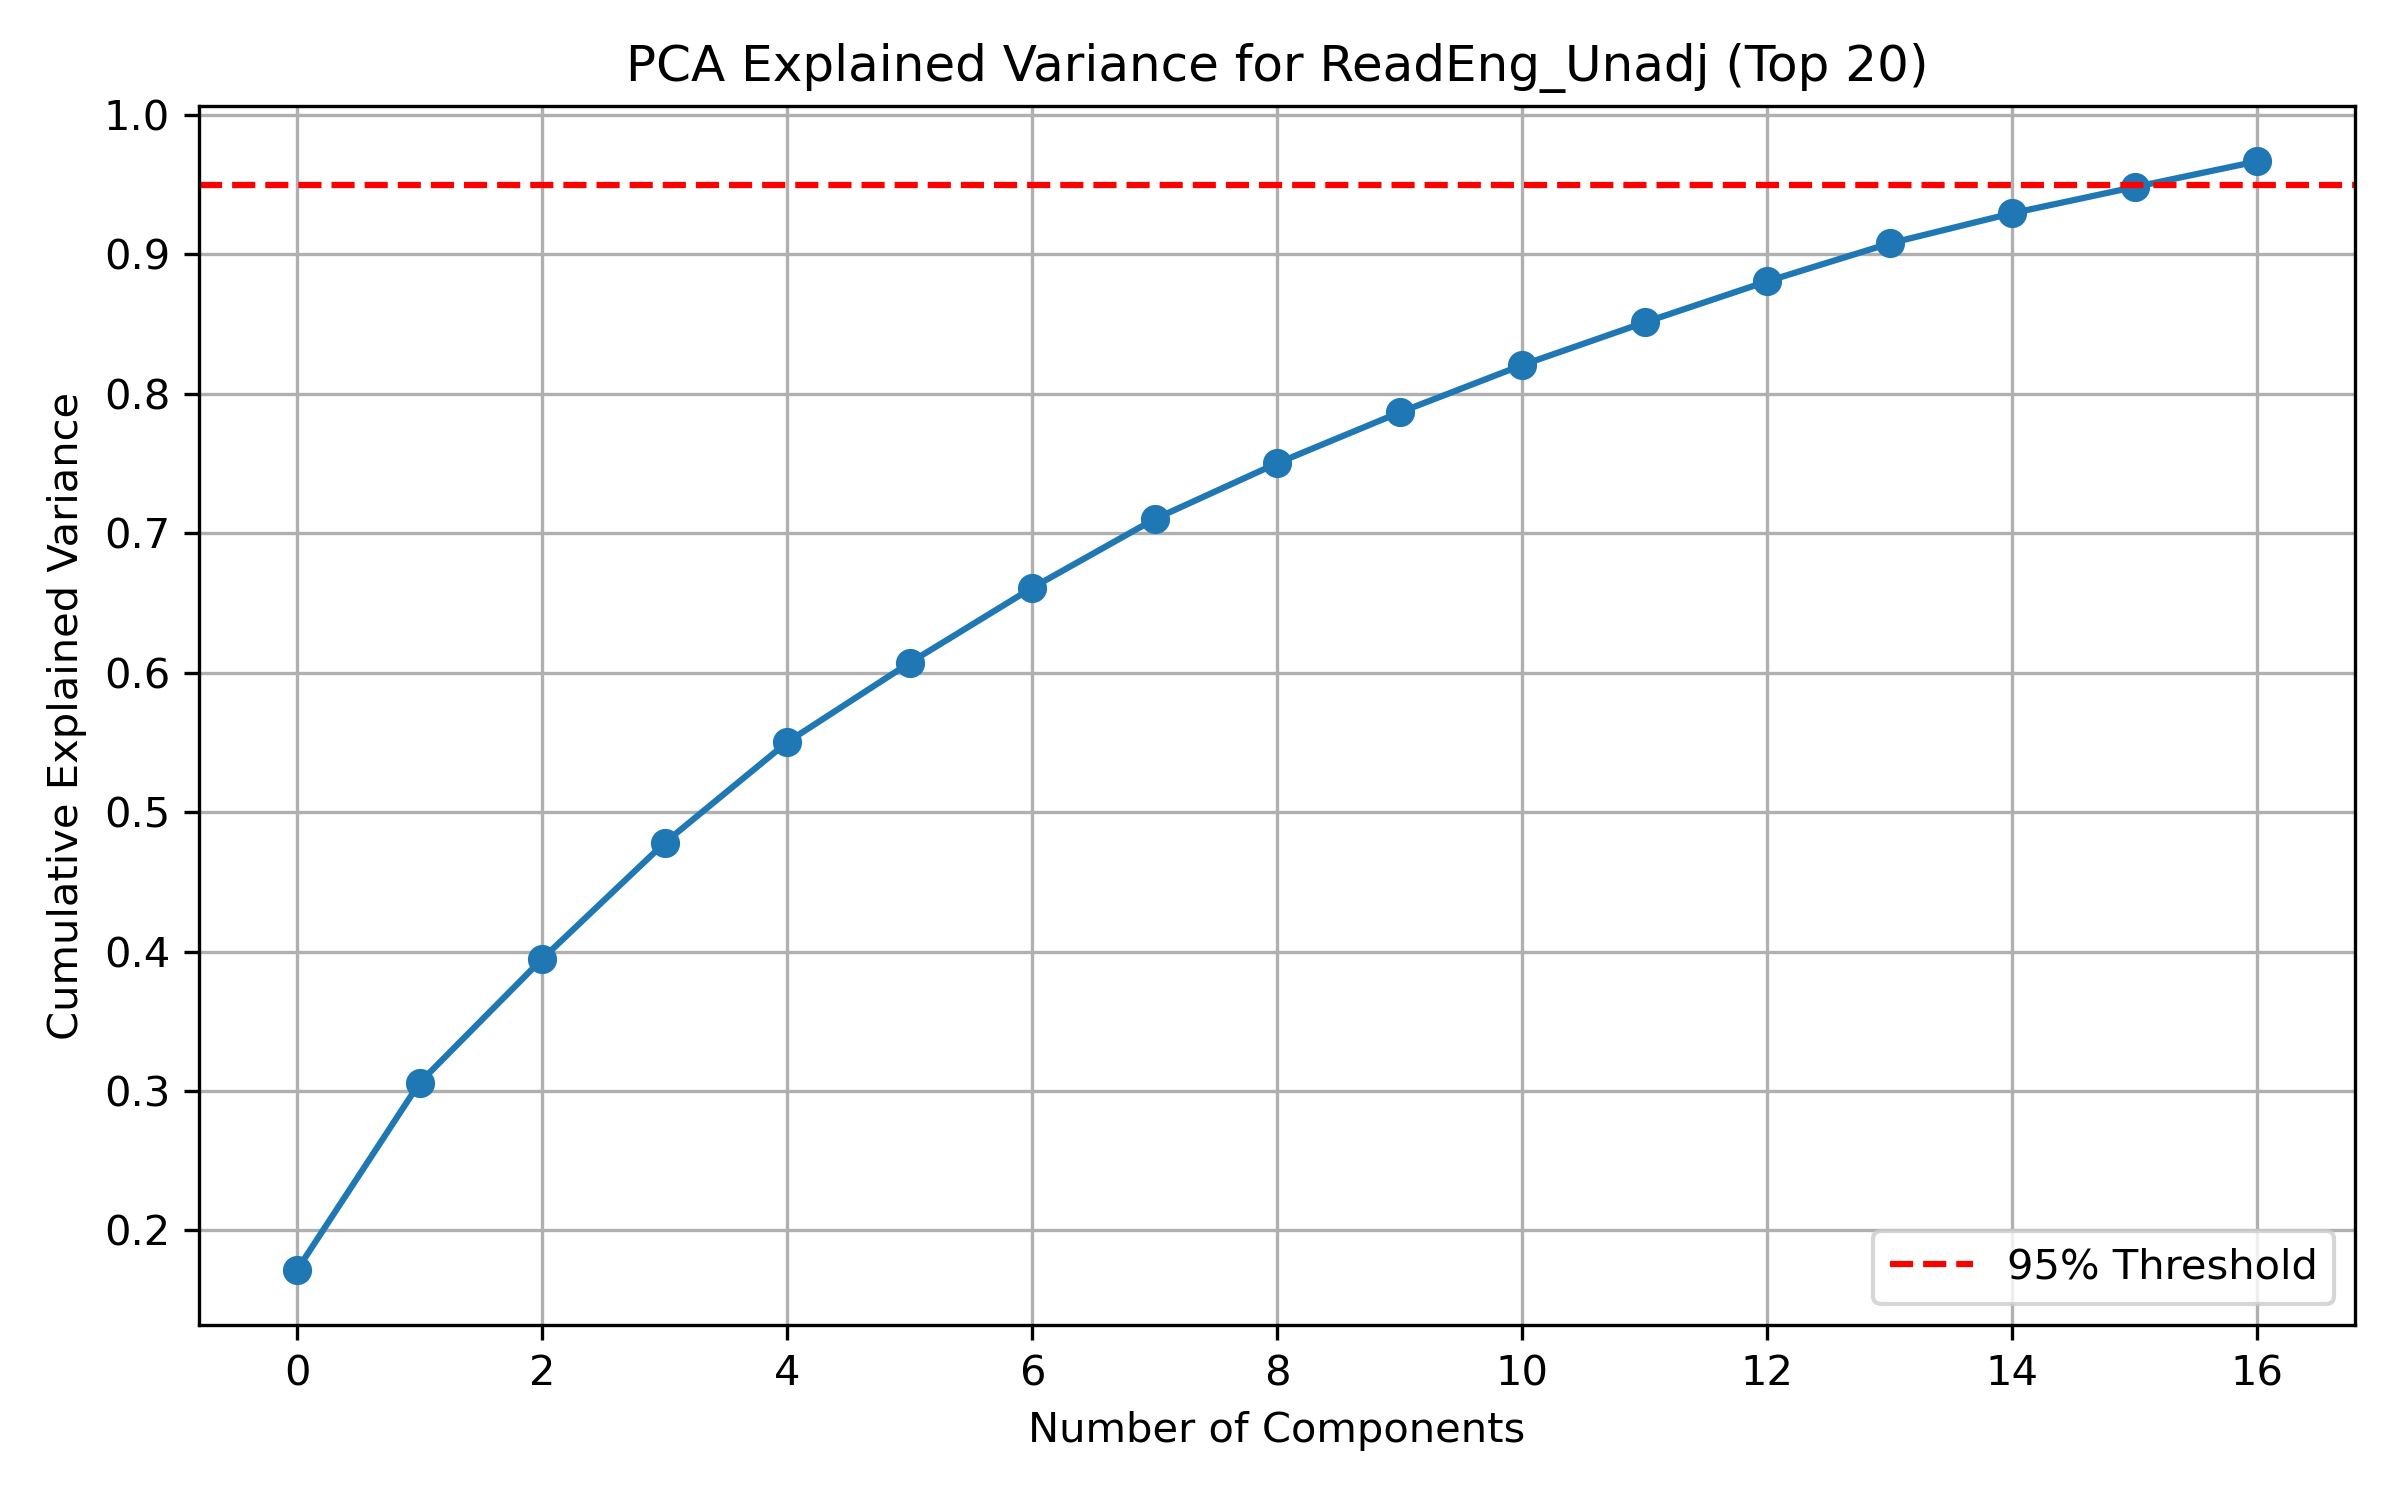 PCA Explained Variance for ReadEng_Unadj (Top 20)
Cumulative Explained Variance
1.0
0.9
0.8
0.7
0.6
0.5
0.4
0.3
0.2
95% Threshold
0 2 4 6 8 10 12 14 16
Number of Components